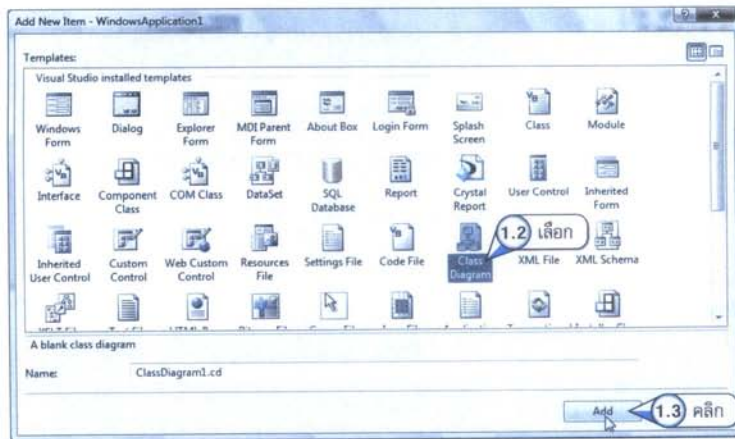 Add New Item - WindowsApplication1
Templates:
Visual Studio installed templates
Windows Form
Dialog
Explorer Form
MDI Parent Form
About Box
Login Form
Splash Screen
Class
Module
Interface
Component Class
COM Class
DataSet
SQL Database
Report
Crystal Report
User Control
Inherited Form
Inherited User Control
Custom Control
Web Custom Control
Resources File
Settings File
Code File
Class Diagram
XML File
XML Schema
1.2 เลือก
A blank class diagram
Name:
ClassDiagram1.cd
Add
1.3 คลิก